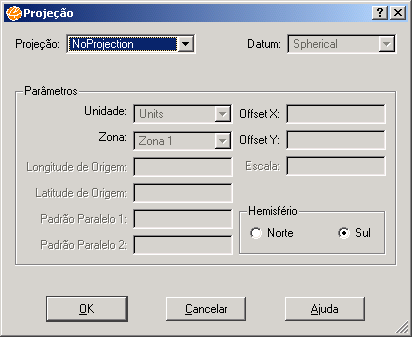 Projeção
Projeção: NoProjection Datum: Spherical
Parâmetros
Unidade: Units Offset X:
Zona: Zona 1 Offset Y:
Longitude de Origem: Escala:
Latitude de Origem:
Padrão Paralelo 1:
Padrão Paralelo 2:
Hemisfério
Norte Sul
OK Cancelar Ajuda